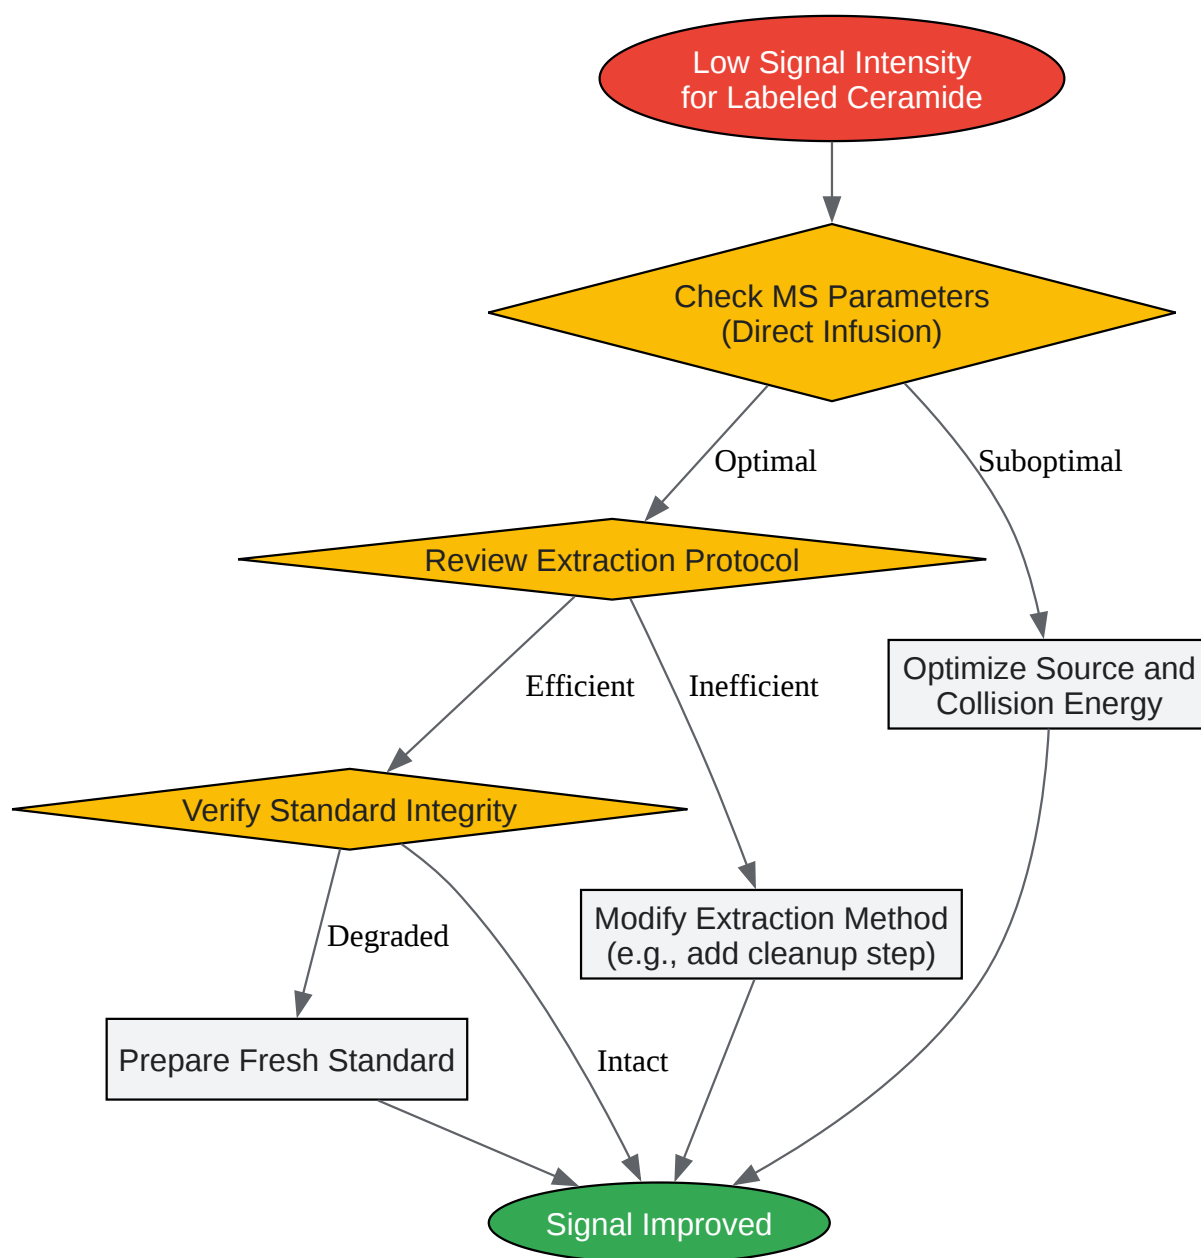 Low Signal Intensity
for Labeled Ceramide
Check MS Parameters
(Direct Infusion)
Optimal
Suboptimal
Review Extraction Protocol
Optimize Source and
Collision Energy
Efficient
Inefficient
Verify Standard Integrity
Modify Extraction Method
(e.g., add cleanup step)
Degraded
Prepare Fresh Standard
Intact
Signal Improved